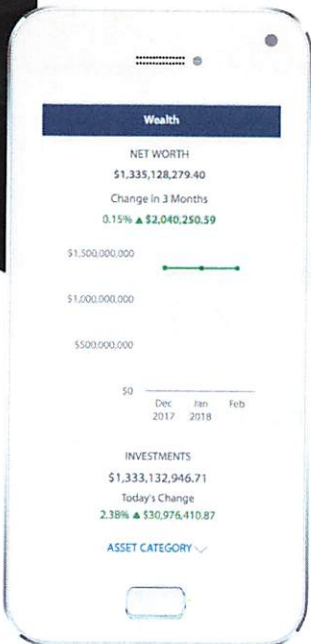 Wealth
NET WORTH
$1,335,128,279.40
Change in 3 Months
0.15% ▲ $2,040,250.59
$1,500,000,000
$1,000,000,000
$500,000,000
$0
Dec Jan Feb
2017 2018
INVESTMENTS
$1,333,132,946.71
Today's Change
2.38% ▲ $30,976,410.87
ASSET CATEGORY